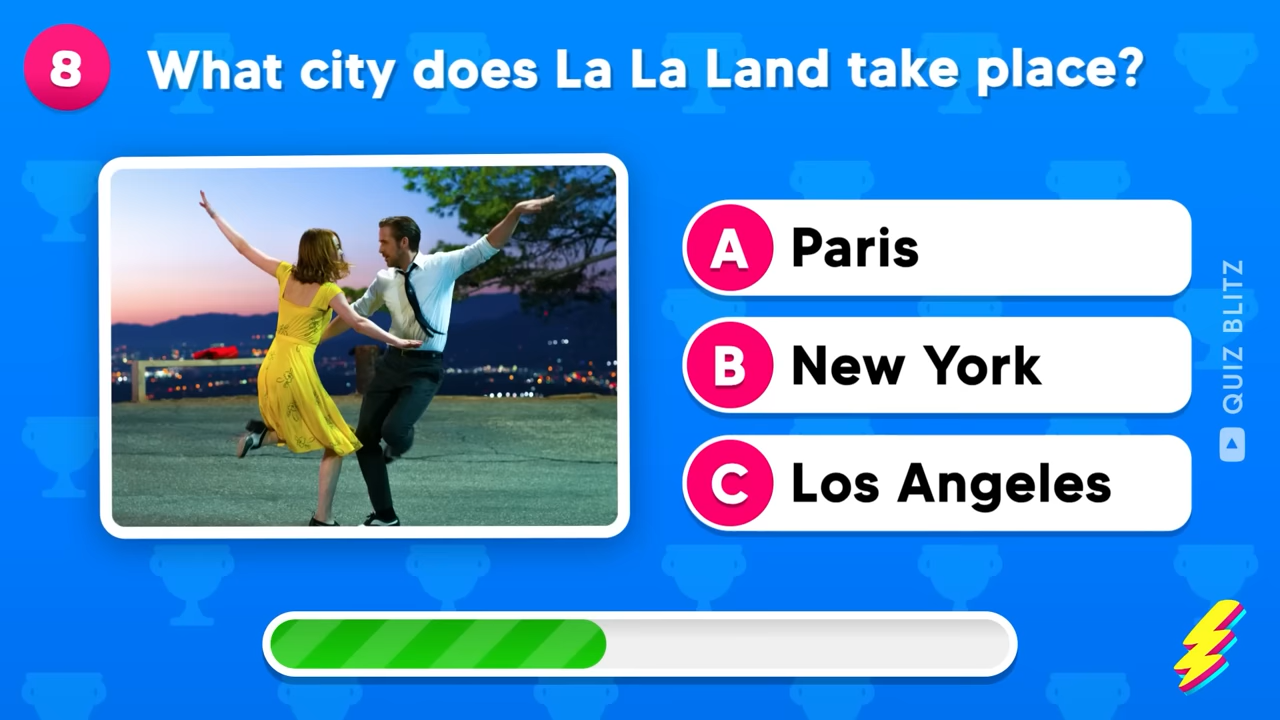 8
What city does La La Land take place?
A Paris
B New York
C Los Angeles
QUIZ BLITZ